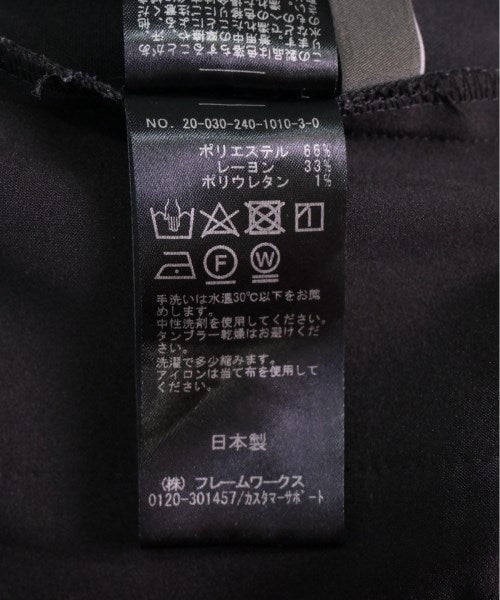 NO. 20-030-240-1010-3-0
ポリエステル 66%
レーヨン 33%
ポリウレタン 1%
F W
手洗いは水温30℃以下をお薦
めします。
中性洗剤を使用してください。
タンブラー乾燥はお避けくだ
さい。
洗濯で多少縮みます。
アイロンは当て布を使用して
ください。
日本製
(株) フレームワークス
0120-301457/カスタマーサポート